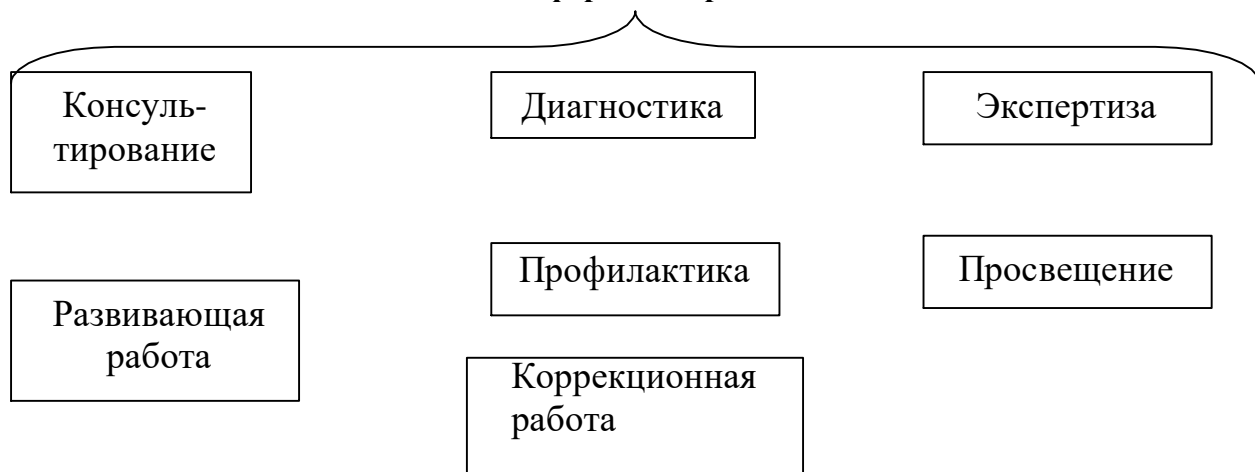 Консуль-
тирование
Диагностика
Экспертиза
Профилактика
Просвещение
Развивающая
работа
Коррекционная
работа